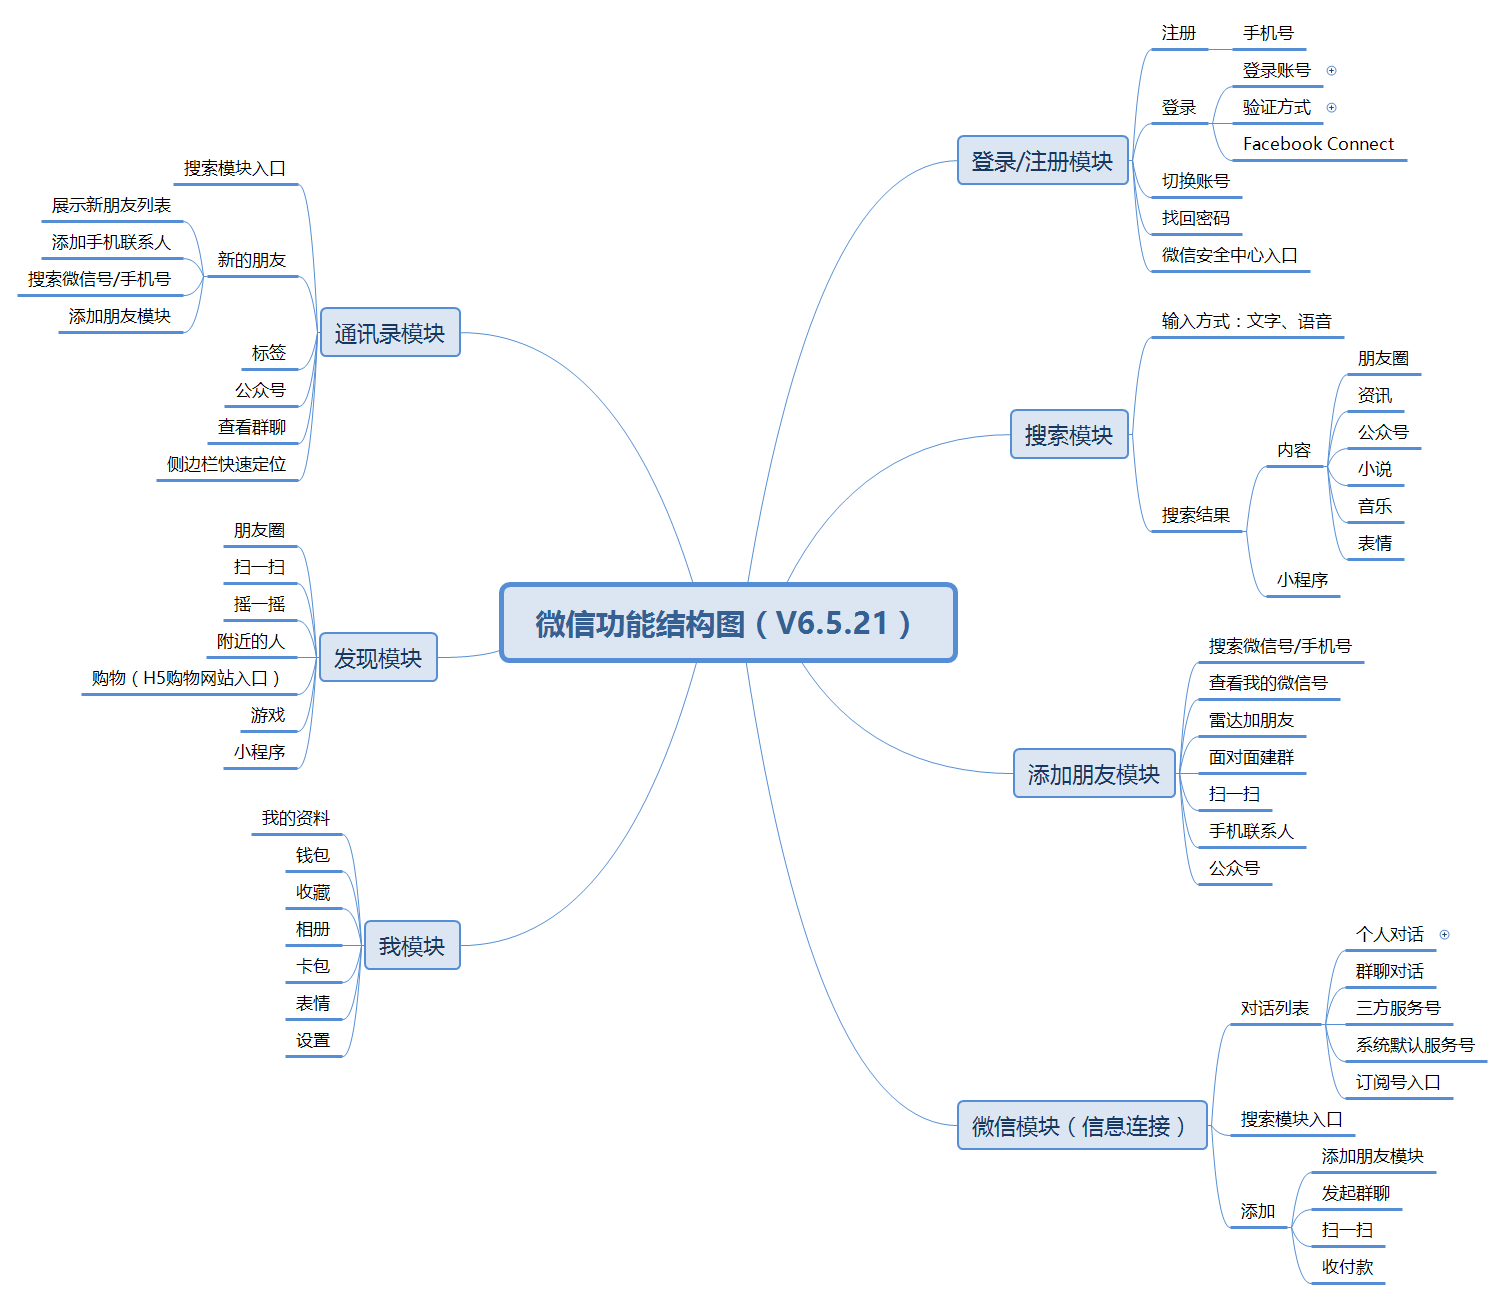 微信功能结构图（V6.5.21）
登录/注册模块
注册
手机号
登录
登录账号
验证方式
Facebook Connect
切换账号
找回密码
微信安全中心入口
搜索模块
输入方式：文字、语音
搜索结果
内容
朋友圈
资讯
公众号
小说
音乐
表情
小程序
添加朋友模块
搜索微信号/手机号
查看我的微信号
雷达加朋友
面对面建群
扫一扫
手机联系人
公众号
微信模块（信息连接）
对话列表
个人对话
群聊对话
三方服务号
系统默认服务号
订阅号入口
搜索模块入口
添加
添加朋友模块
发起群聊
扫一扫
收付款
通讯录模块
搜索模块入口
新的朋友
展示新朋友列表
添加手机联系人
搜索微信号/手机号
添加朋友模块
标签
公众号
查看群聊
侧边栏快速定位
发现模块
朋友圈
扫一扫
摇一摇
附近的人
购物（H5购物网站入口）
游戏
小程序
我模块
我的资料
钱包
收藏
相册
卡包
表情
设置